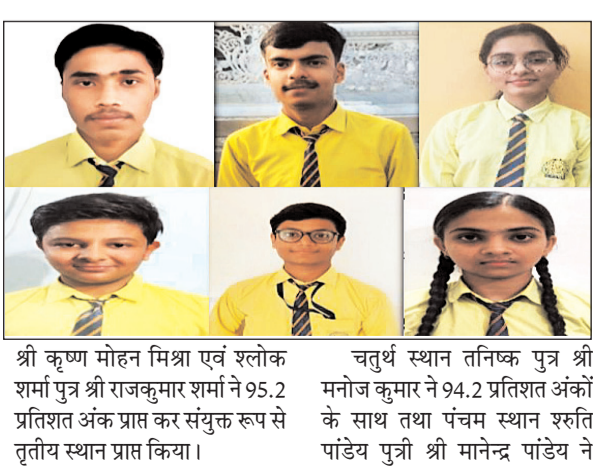 श्री कृष्ण मोहन मिश्रा एवं श्लोक
शर्मा पुत्र श्री राजकुमार शर्मा ने 95.2
प्रतिशत अंक प्राप्त कर संयुक्त रूप से
तृतीय स्थान प्राप्त किया।
चतुर्थ स्थान तनिष्क पुत्र श्री
मनोज कुमार ने 94.2 प्रतिशत अंकों
के साथ तथा पंचम स्थान श्रुति
पांडेय पुत्री श्री मानेन्द्र पांडेय ने